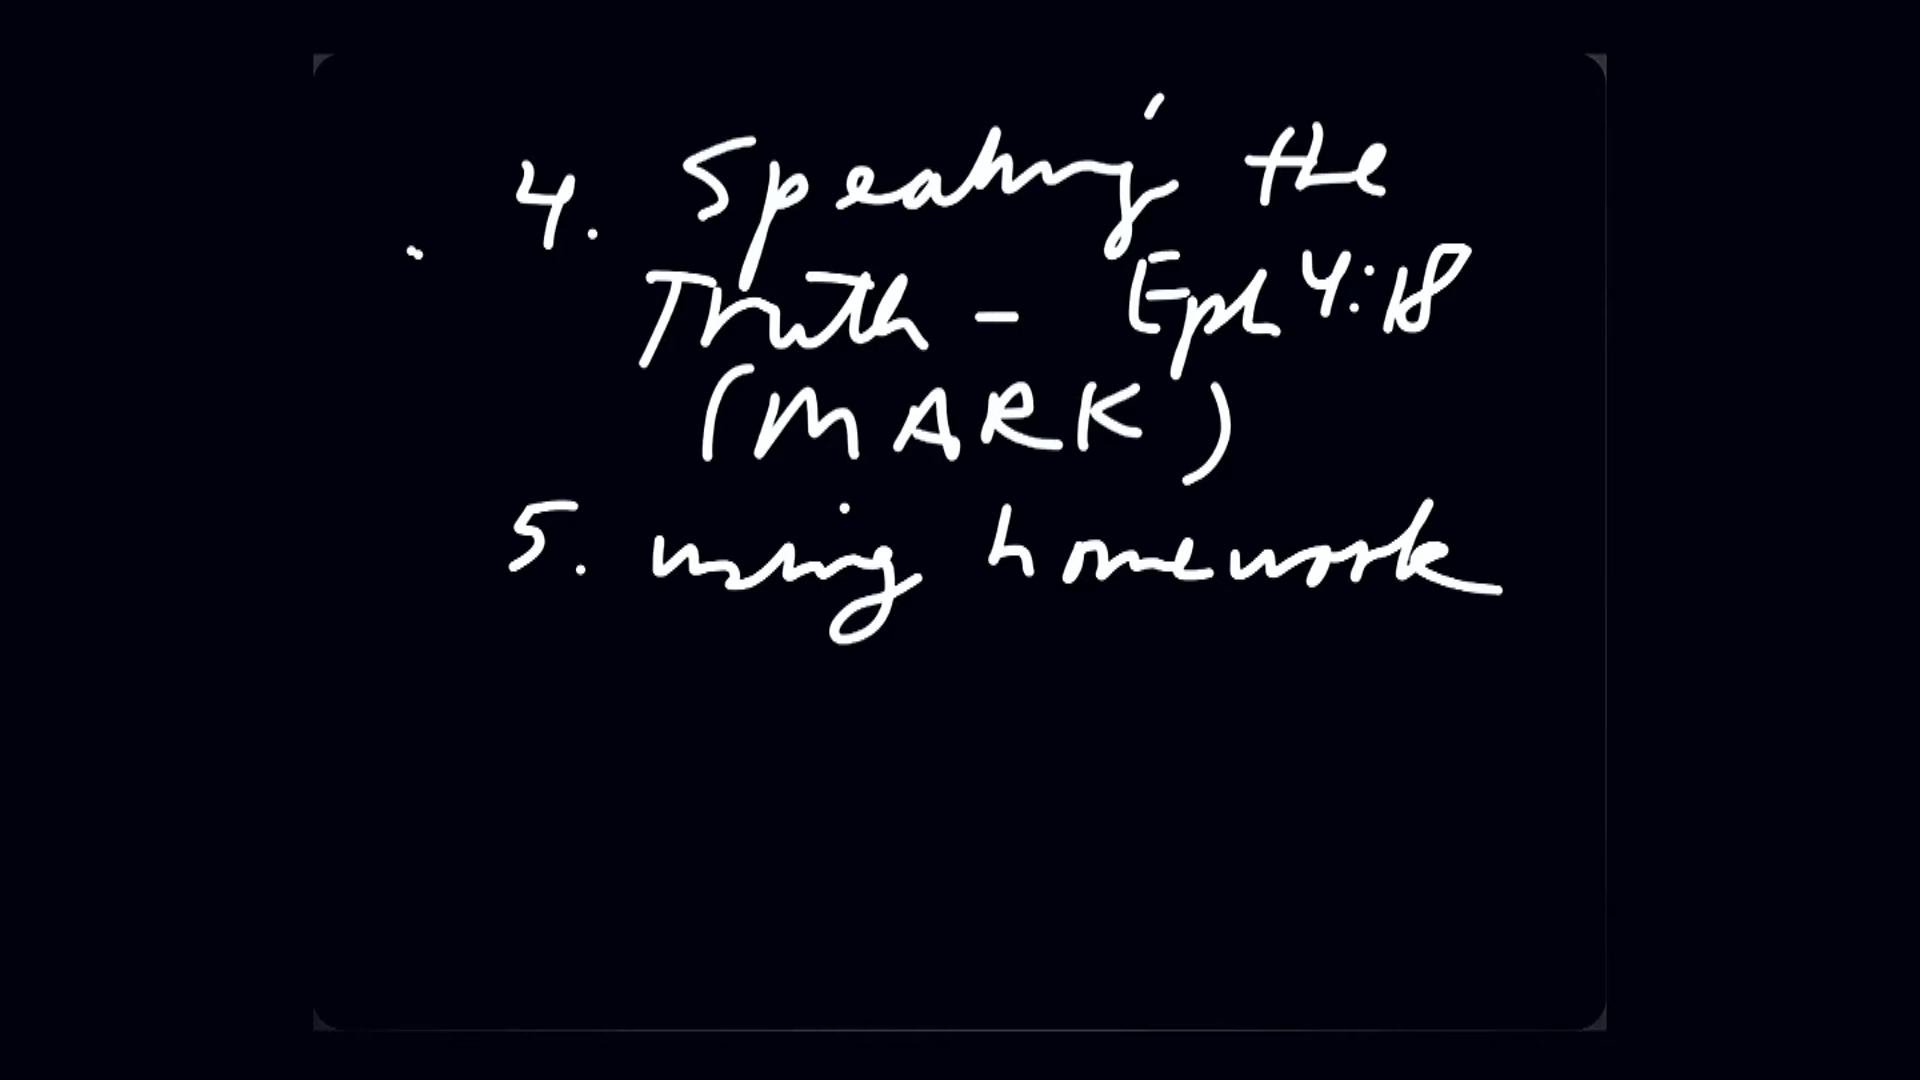 4. Speaking the
Truth - Eph 4:18
(MARK)
5. using homework